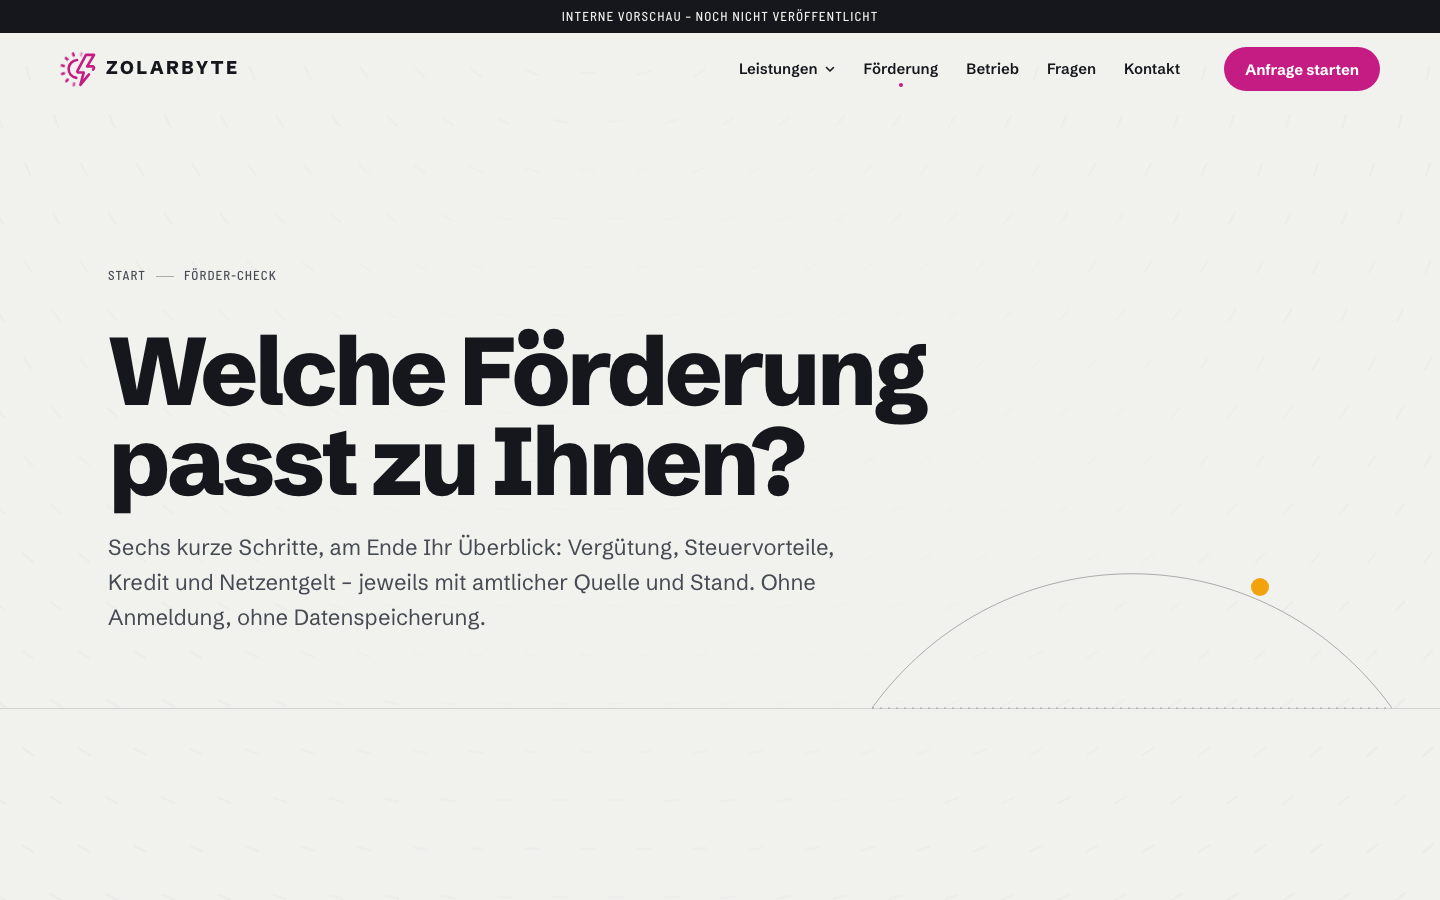 INTERNE VORSCHAU – NOCH NICHT VERÖFFENTLICHT
ZOLARBYTE
Leistungen
Förderung
Betrieb
Fragen
Kontakt
Anfrage starten
START — FÖRDER-CHECK
Welche Förderung
passt zu Ihnen?
Sechs kurze Schritte, am Ende Ihr Überblick: Vergütung, Steuervorteile,
Kredit und Netzentgelt – jeweils mit amtlicher Quelle und Stand. Ohne
Anmeldung, ohne Datenspeicherung.